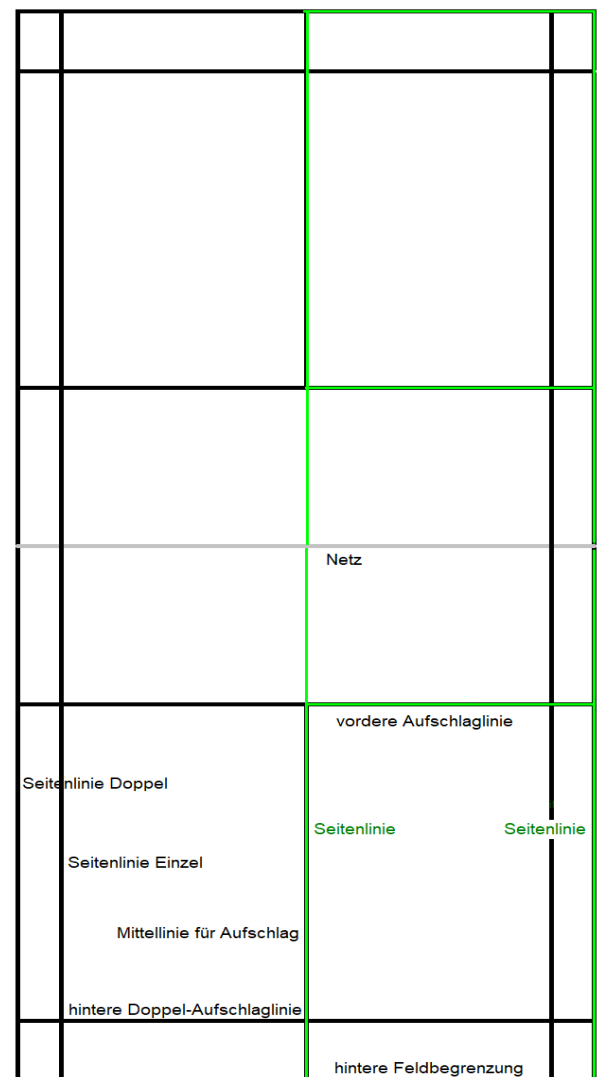 Netz
vordere Aufschlaglinie
Seitenlinie Doppel
Seitenlinie
Seitenlinie
Seitenlinie Einzel
Mittellinie für Aufschlag
hintere Doppel-Aufschlaglinie
hintere Feldbegrenzung